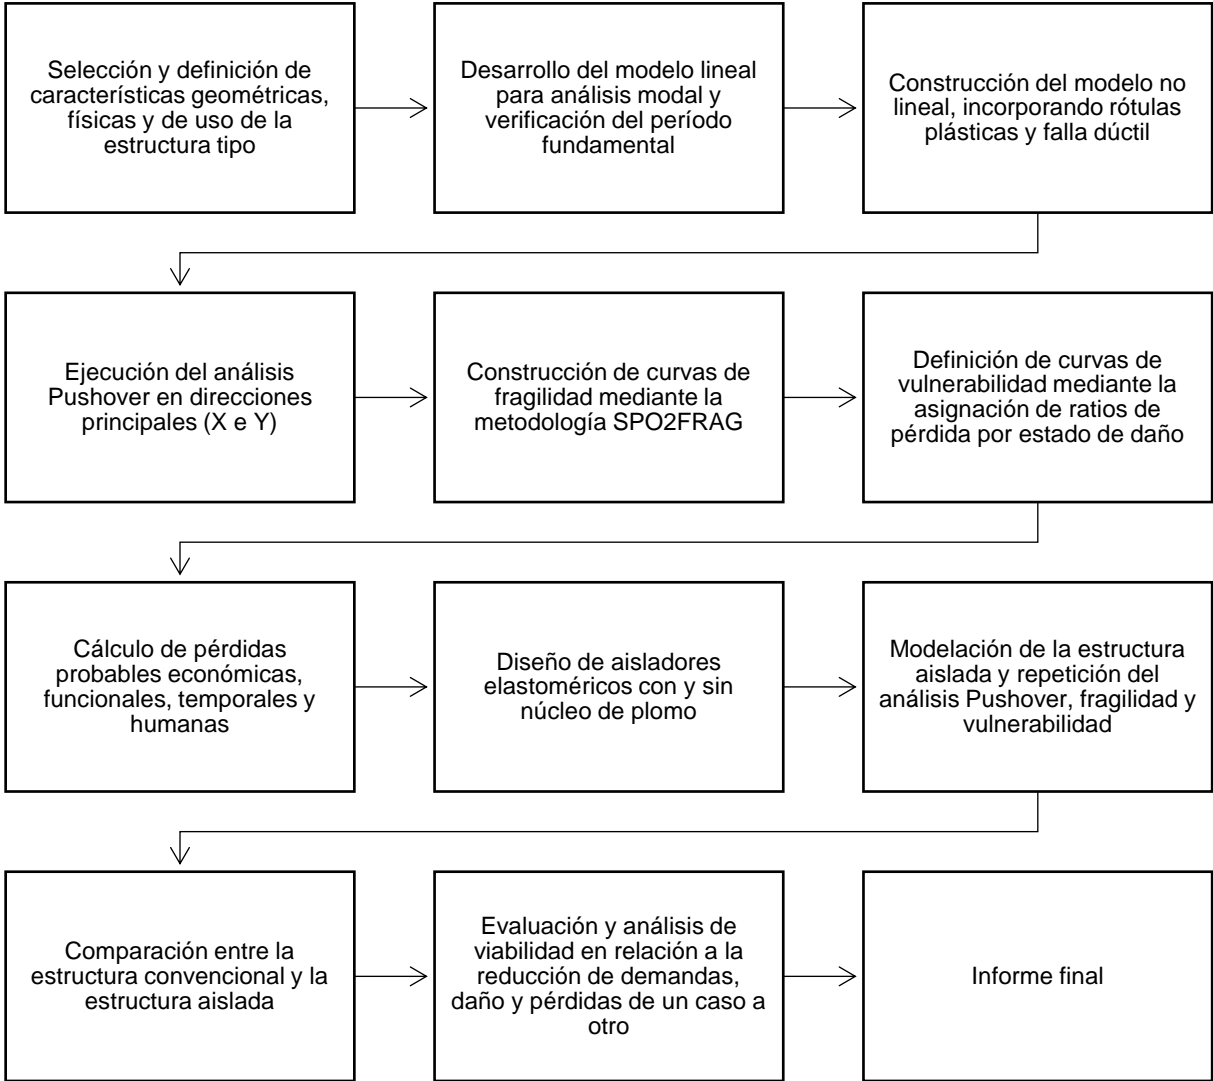 Selección y definición de
características geométricas,
físicas y de uso de la
estructura tipo
Desarrollo del modelo lineal
para análisis modal y
verificación del período
fundamental
Construcción del modelo no
lineal, incorporando rótulas
plásticas y falla dúctil
Ejecución del análisis
Pushover en direcciones
principales (X e Y)
Construcción de curvas de
fragilidad mediante la
metodología SPO2FRAG
Definición de curvas de
vulnerabilidad mediante la
asignación de ratios de
pérdida por estado de daño
Cálculo de pérdidas
probables económicas,
funcionales, temporales y
humanas
Diseño de aisladores
elastoméricos con y sin
núcleo de plomo
Modelación de la estructura
aislada y repetición del
análisis Pushover, fragilidad y
vulnerabilidad
Comparación entre la
estructura convencional y la
estructura aislada
Evaluación y análisis de
viabilidad en relación a la
reducción de demandas,
daño y pérdidas de un caso a
otro
Informe final